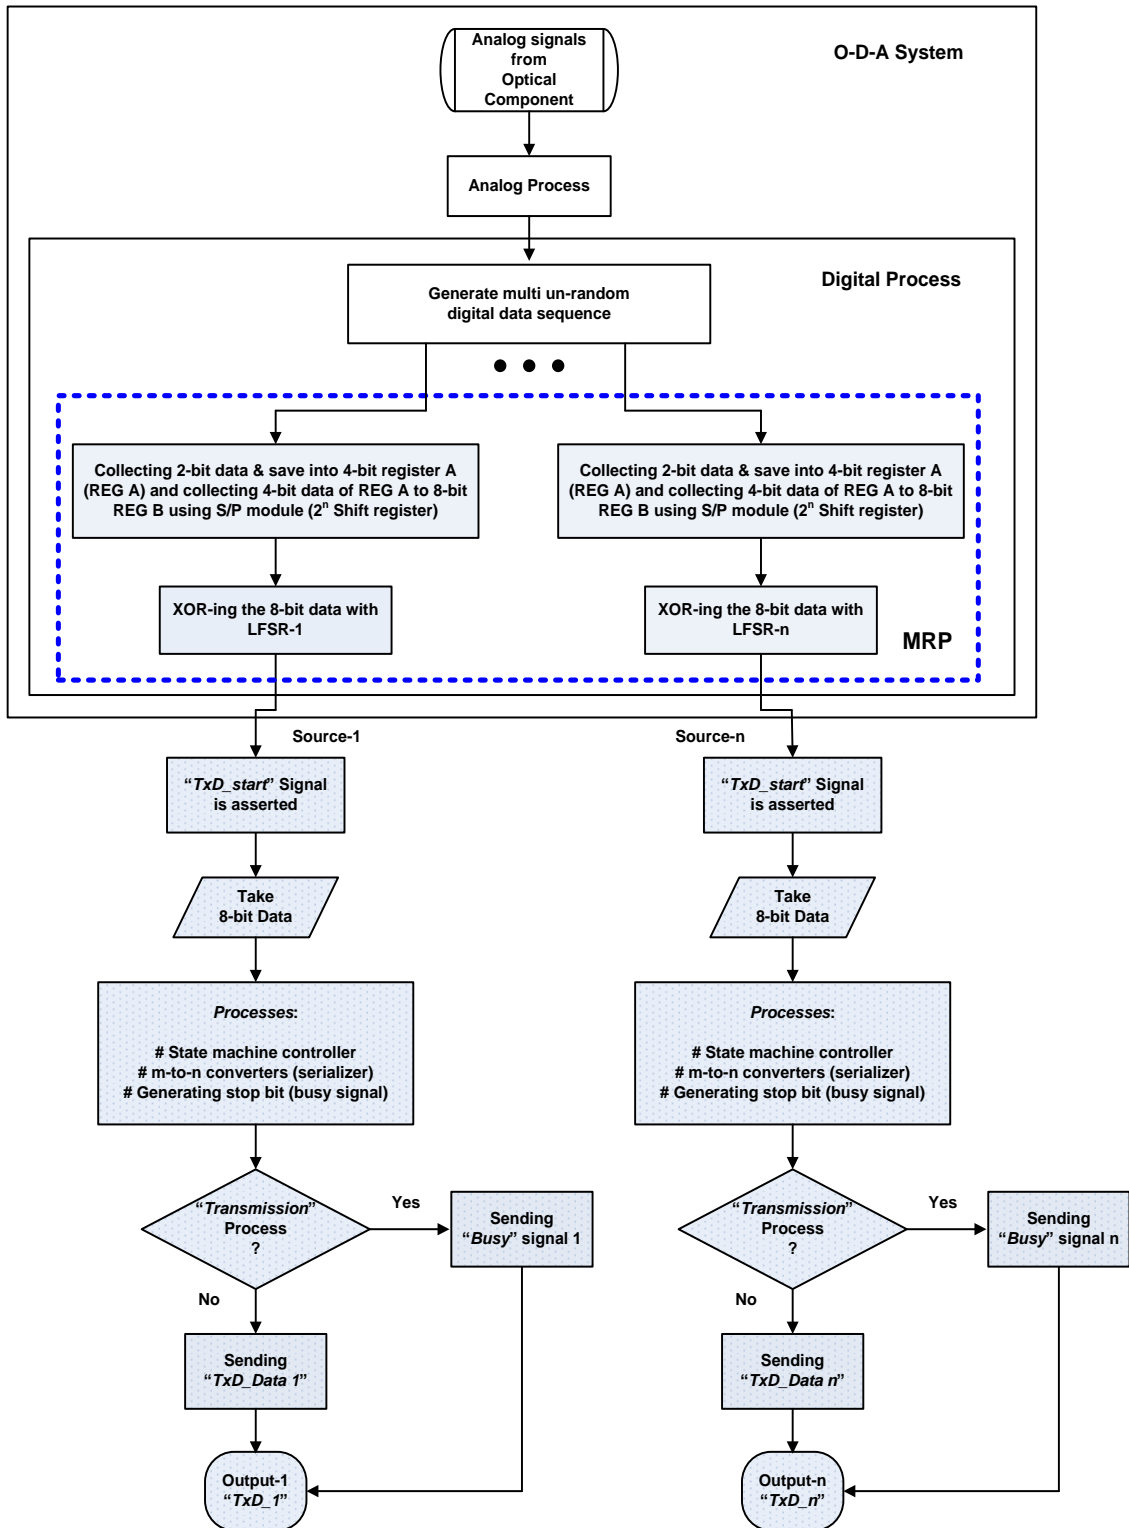 Analog signals
from
Optical
Component
O-D-A System
Analog Process
Digital Process
Generate multi un-random
digital data sequence
Collecting 2-bit data & save into 4-bit register A
(REG A) and collecting 4-bit data of REG A to 8-bit
REG B using S/P module (2ⁿ Shift register)
Collecting 2-bit data & save into 4-bit register A
(REG A) and collecting 4-bit data of REG A to 8-bit
REG B using S/P module (2ⁿ Shift register)
XOR-ing the 8-bit data with
LFSR-1
XOR-ing the 8-bit data with
LFSR-n
MRP
Source-1
Source-n
“TxD_start” Signal
is asserted
“TxD_start” Signal
is asserted
Take
8-bit Data
Take
8-bit Data
Processes:
# State machine controller
# m-to-n converters (serializer)
# Generating stop bit (busy signal)
Processes:
# State machine controller
# m-to-n converters (serializer)
# Generating stop bit (busy signal)
“Transmission”
Process
?
Yes
Sending
“Busy” signal 1
“Transmission”
Process
?
Yes
Sending
“Busy” signal n
No
No
Sending
“TxD_Data 1”
Sending
“TxD_Data n”
Output-1
“TxD_1”
Output-n
“TxD_n”